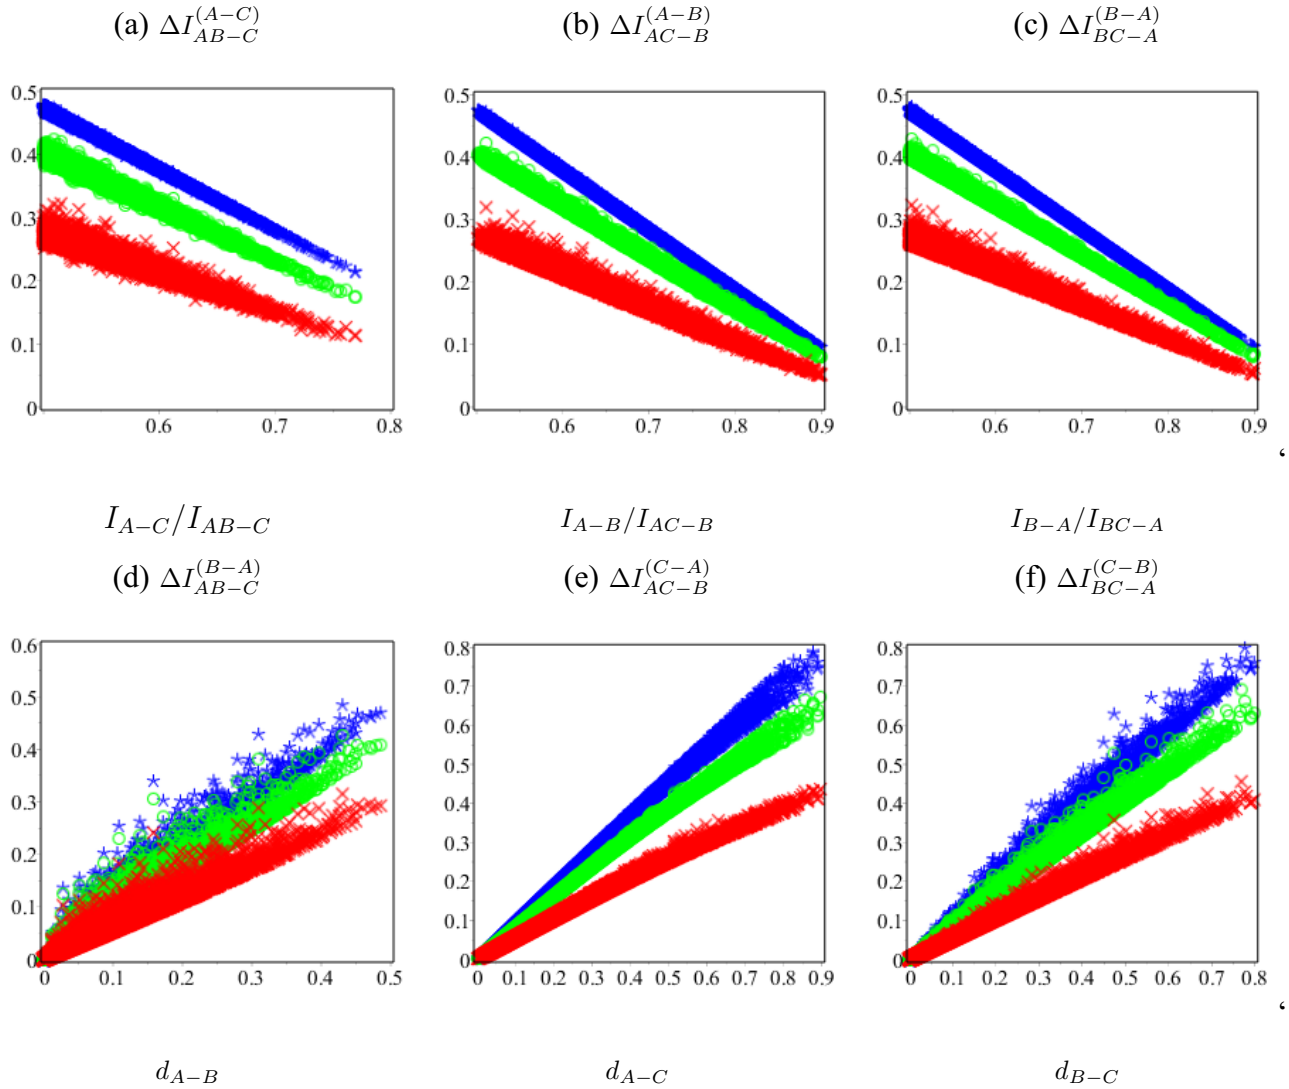 (a) ΔI_{AB−C}^{(A−C)} (b) ΔI_{AC−B}^{(A−B)} (c) ΔI_{BC−A}^{(B−A)}
0.5 0.4 0.3 0.2 0.1 0 0.6 0.7 0.8
0.5 0.4 0.3 0.2 0.1 0 0.6 0.7 0.8 0.9
0.5 0.4 0.3 0.2 0.1 0 0.6 0.7 0.8 0.9
‘
I_{A−C}/I_{AB−C} I_{A−B}/I_{AC−B} I_{B−A}/I_{BC−A}
(d) ΔI_{AB−C}^{(B−A)} (e) ΔI_{AC−B}^{(C−A)} (f) ΔI_{BC−A}^{(C−B)}
0.6 0.5 0.4 0.3 0.2 0.1 0 0 0.1 0.2 0.3 0.4 0.5
0.8 0.7 0.6 0.5 0.4 0.3 0.2 0.1 0 0 0.1 0.2 0.3 0.4 0.5 0.6 0.7 0.8 0.9
0.8 0.7 0.6 0.5 0.4 0.3 0.2 0.1 0 0 0.1 0.2 0.3 0.4 0.5 0.6 0.7 0.8
‘
d_{A−B} d_{A−C} d_{B−C}